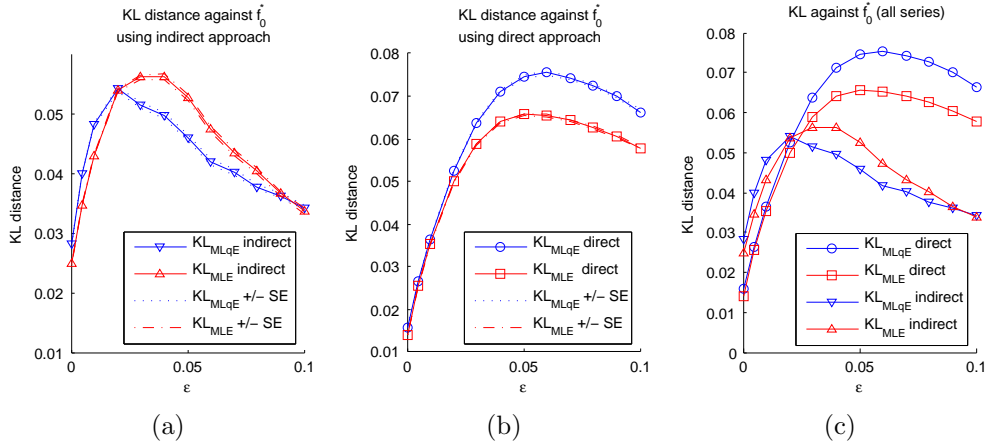 KL distance against f*0
using indirect approach
0.05
0.04
0.03
0.02
0.01
KL distance
0
0.05
0.1
ε
KLMLqE indirect
KLMLE indirect
KLMLqE +/− SE
KLMLE +/− SE
(a)
KL distance against f*0
using direct approach
0.08
0.07
0.06
0.05
0.04
0.03
0.02
0.01
KL distance
0
0.05
0.1
ε
KLMLqE direct
KLMLE direct
KLMLqE +/− SE
KLMLE +/− SE
(b)
KL against f*0 (all series)
0.08
0.07
0.06
0.05
0.04
0.03
0.02
0.01
0
KL distance
0
0.05
0.1
ε
KLMLqE direct
KLMLE direct
KLMLqE indirect
KLMLE indirect
(c)